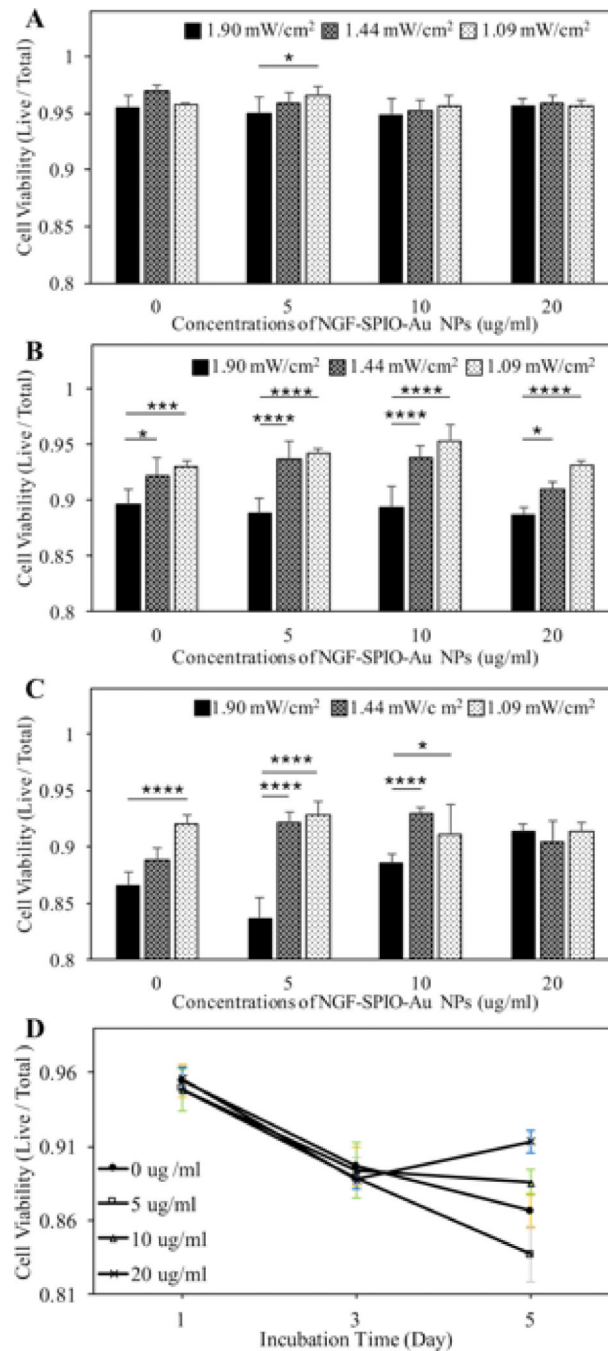 A
1.90 mW/cm² 1.44 mW/cm² 1.09 mW/cm²
*
Cell Viability (Live / Total)
1
0.95
0.9
0.85
0.8
0 5 10 20
Concentrations of NGF-SPIO-Au NPs (ug/ml)
B
1.90 mW/cm² 1.44 mW/cm² 1.09 mW/cm²
*** **** **** ****
* **** **** *
Cell Viability (Live / Total)
1
0.95
0.9
0.85
0.8
0 5 10 20
Concentrations of NGF-SPIO-Au NPs (ug/ml)
C
1.90 mW/cm² 1.44 mW/c m² 1.09 mW/cm²
**** **** *
**** ****
Cell Viability (Live / Total)
1
0.95
0.9
0.85
0.8
0 5 10 20
Concentrations of NGF-SPIO-Au NPs (ug/ml)
D
Cell Viability (Live / Total )
0.96
0.91
0.86
0.81
0 ug /ml
5 ug/ml
10 ug/ml
20 ug/ml
1 3 5
Incubation Time (Day)